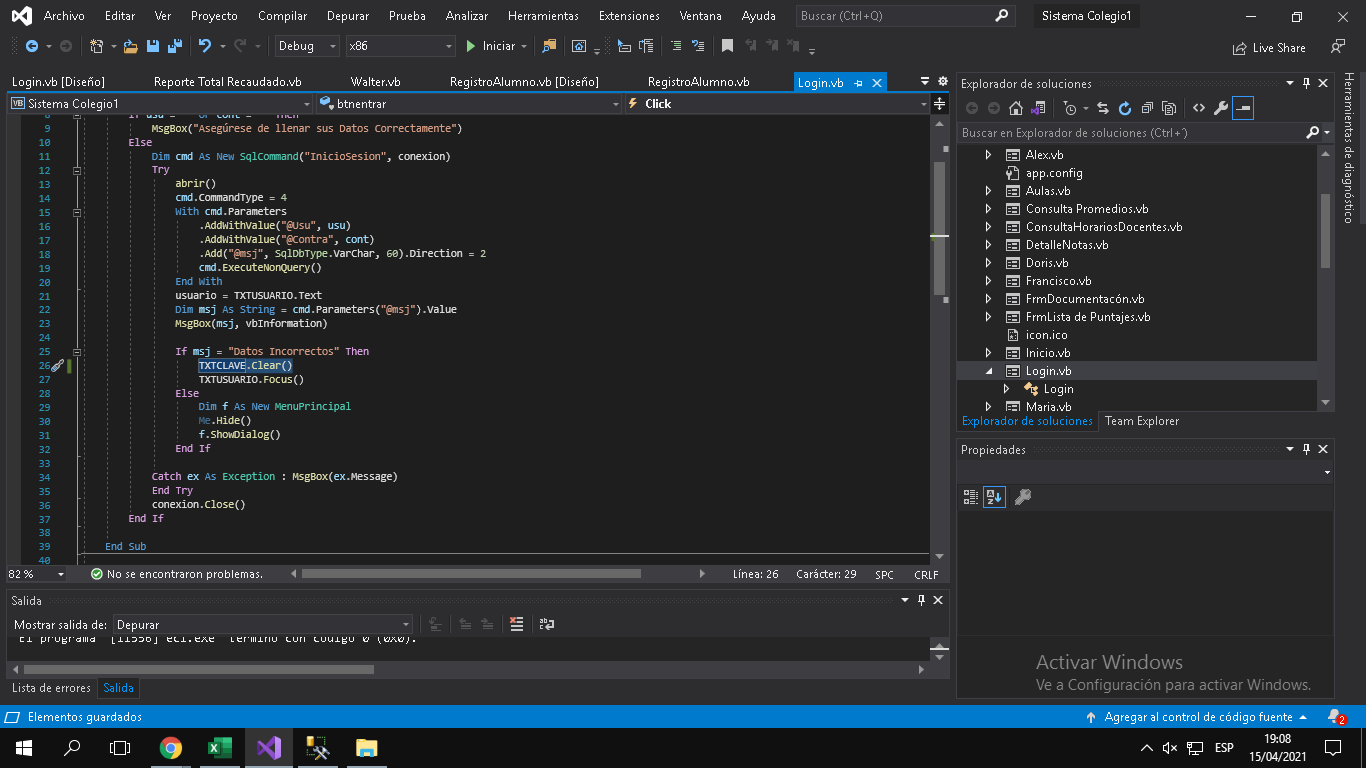 Archivo Editar Ver Proyecto Compilar Depurar Prueba Analizar Herramientas Extensiones Ventana Ayuda Buscar (Ctrl+Q) Sistema Colegio1
Debug x86 Iniciar Live Share
Login.vb [Diseño] Reporte Total Recaudado.vb Walter.vb RegistroAlumno.vb [Diseño] RegistroAlumno.vb Login.vb
Sistema Colegio1 btnentrar Click
9 MsgBox("Asegúrese de llenar sus Datos Correctamente")
10 Else
11 Dim cmd As New SqlCommand("InicioSesion", conexion)
12 Try
13 abrir()
14 cmd.CommandType = 4
15 With cmd.Parameters
16 .AddWithValue("@Usu", usu)
17 .AddWithValue("@Contra", cont)
18 .Add("@msj", SqlDbType.VarChar, 60).Direction = 2
19 cmd.ExecuteNonQuery()
20 End With
21 usuario = TXTUSUARIO.Text
22 Dim msj As String = cmd.Parameters("@msj").Value
23 MsgBox(msj, vbInformation)
24
25 If msj = "Datos Incorrectos" Then
26 TXTCLAVE.Clear()
27 TXTUSUARIO.Focus()
28 Else
29 Dim f As New MenuPrincipal
30 Me.Hide()
31 f.ShowDialog()
32 End If
33
34 Catch ex As Exception : MsgBox(ex.Message)
35 End Try
36 conexion.Close()
37 End If
38
39 End Sub
40
82 % No se encontraron problemas. Línea: 26 Carácter: 29 SPC CRLF
Salida
Mostrar salida de: Depurar
El programa '[11556] eci.exe' terminó con código 0 (0x0).
Lista de errores Salida
Explorador de soluciones
Buscar en Explorador de soluciones (Ctrl+´)
Alex.vb
app.config
Aulas.vb
Consulta Promedios.vb
ConsultaHorariosDocentes.vb
DetalleNotas.vb
Doris.vb
Francisco.vb
FrmDocumentacón.vb
FrmLista de Puntajes.vb
icon.ico
Inicio.vb
Login.vb
Login
Maria.vb
Explorador de soluciones Team Explorer
Propiedades
Herramientas de diagnóstico
Activar Windows
Ve a Configuración para activar Windows.
Elementos guardados Agregar al control de código fuente 2
ESP 19:08
15/04/2021